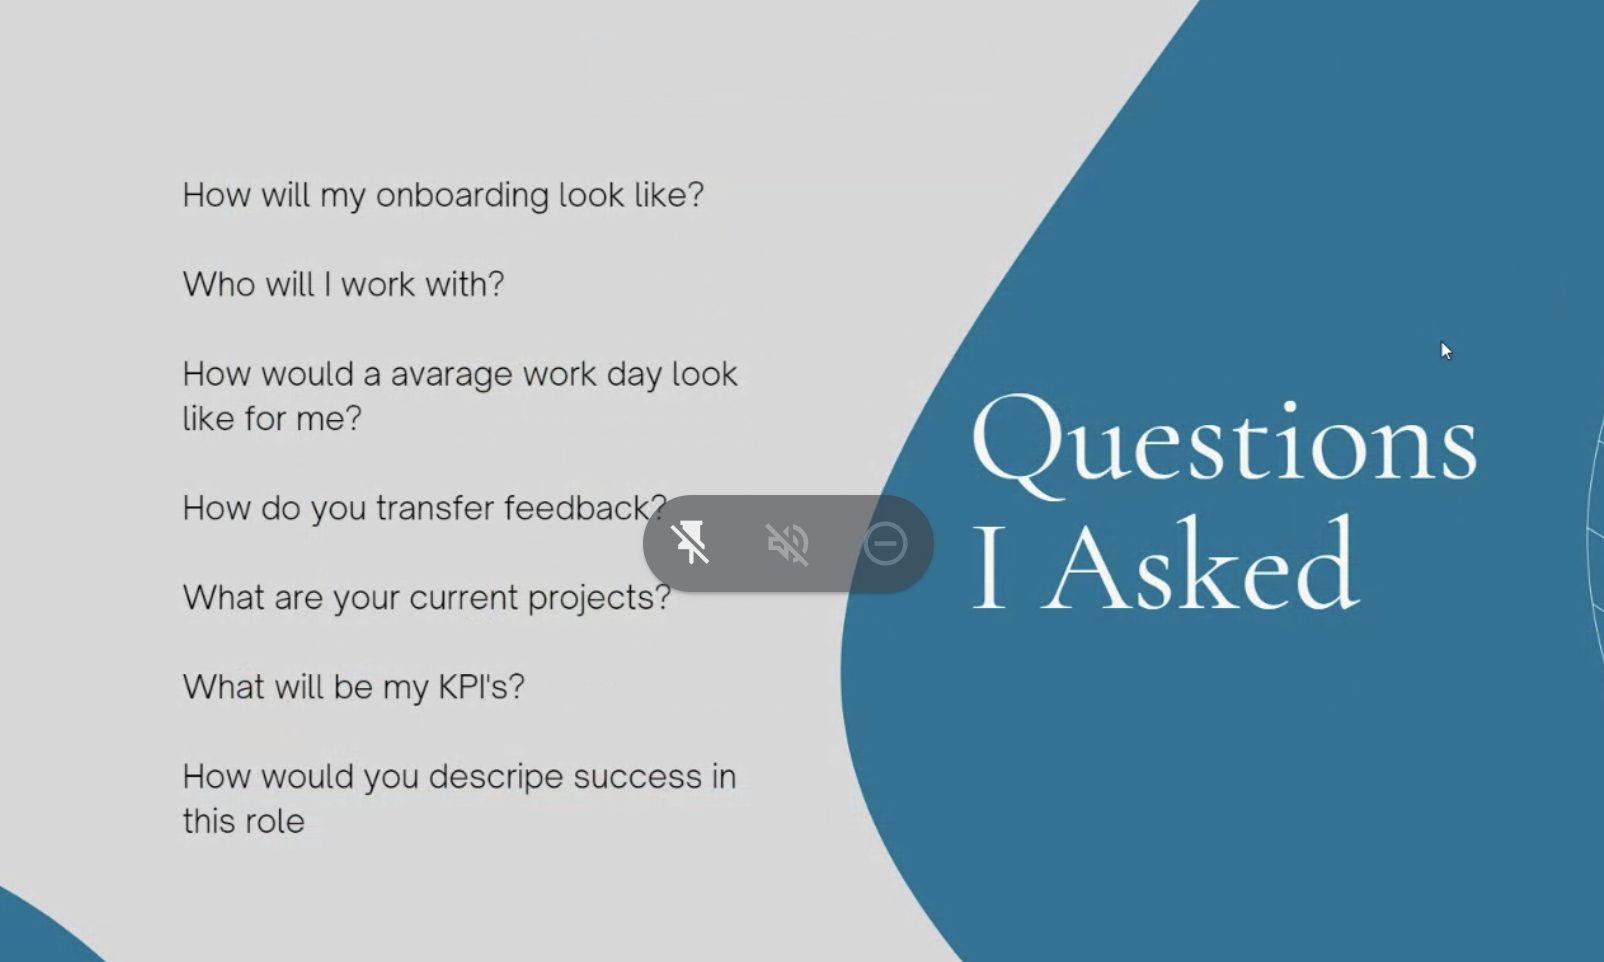 How will my onboarding look like?
Who will I work with?
How would a avarage work day look
like for me?
How do you transfer feedback?
What are your current projects?
What will be my KPI's?
How would you descripe success in
this role
Questions
I Asked